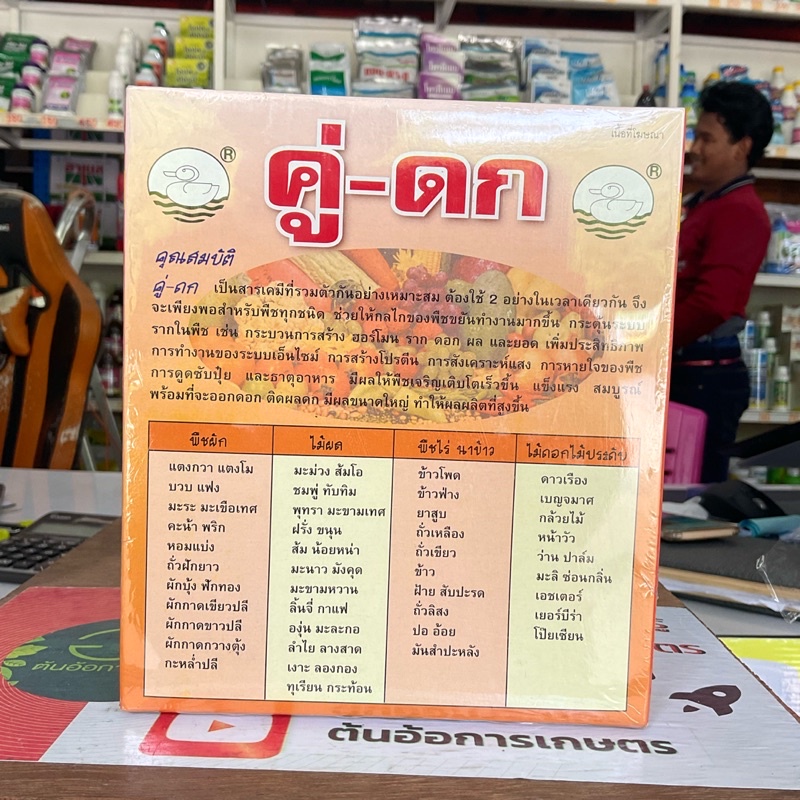 เนื้อที่โฆษณา
คู่-ดก
®
®
คุณสมบัติ
คู่-ดก เป็นสารเคมีที่รวมตัวกันอย่างเหมาะสม ต้องใช้ 2 อย่างในเวลาเดียวกัน จึง
จะเพียงพอสำหรับพืชทุกชนิด ช่วยให้กลไกของพืชขยันทำงานมากขึ้น กระตุ้นระบบ
รากในพืช เช่น กระบวนการสร้าง ฮอร์โมน ราก ดอก ผล และยอด เพิ่มประสิทธิภาพ
การทำงานของระบบเอ็นไซม์ การสร้างโปรตีน การสังเคราะห์แสง การหายใจของพืช
การดูดซับปุ๋ย และธาตุอาหาร มีผลให้พืชเจริญเติบโตเร็วขึ้น แข็งแรง สมบูรณ์
พร้อมที่จะออกดอก ติดผลดก มีผลขนาดใหญ่ ทำให้ผลผลิตที่สูงขึ้น
พืชผัก
แตงกวา แตงโม
บวบ แฟง
มะระ มะเขือเทศ
คะน้า พริก
หอมแบ่ง
ถั่วฝักยาว
ผักบุ้ง ฟักทอง
ผักกาดเขียวปลี
ผักกาดขาวปลี
ผักกาดกวางตุ้ง
กะหล่ำปลี
ไม้ผล
มะม่วง ส้มโอ
ชมพู่ ทับทิม
พุทรา มะขามเทศ
ฝรั่ง ขนุน
ส้ม น้อยหน่า
มะนาว มังคุด
มะขามหวาน
ลิ้นจี่ กาแฟ
องุ่น มะละกอ
ลำไย ลางสาด
เงาะ ลองกอง
ทุเรียน กระท้อน
พืชไร่ นาข้าว
ข้าวโพด
ข้าวฟ่าง
ยาสูบ
ถั่วเหลือง
ถั่วเขียว
ข้าว
ฝ้าย สับปะรด
ถั่วลิสง
ปอ อ้อย
มันสำปะหลัง
ไม้ดอกไม้ประดับ
ดาวเรือง
เบญจมาศ
กล้วยไม้
หน้าวัว
ว่าน ปาล์ม
มะลิ ซ่อนกลิ่น
เอสเตอร์
เยอร์บีร่า
โป๊ยเซียน
ต้นอ้อการเกษตร